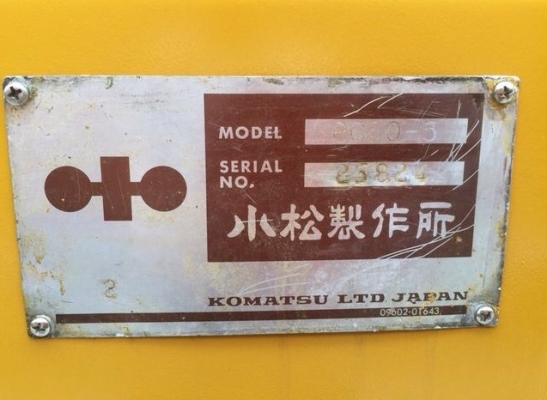 MODEL
SERIAL
NO.
小松製作所
KOMATSU LTD JAPAN
09602-01643